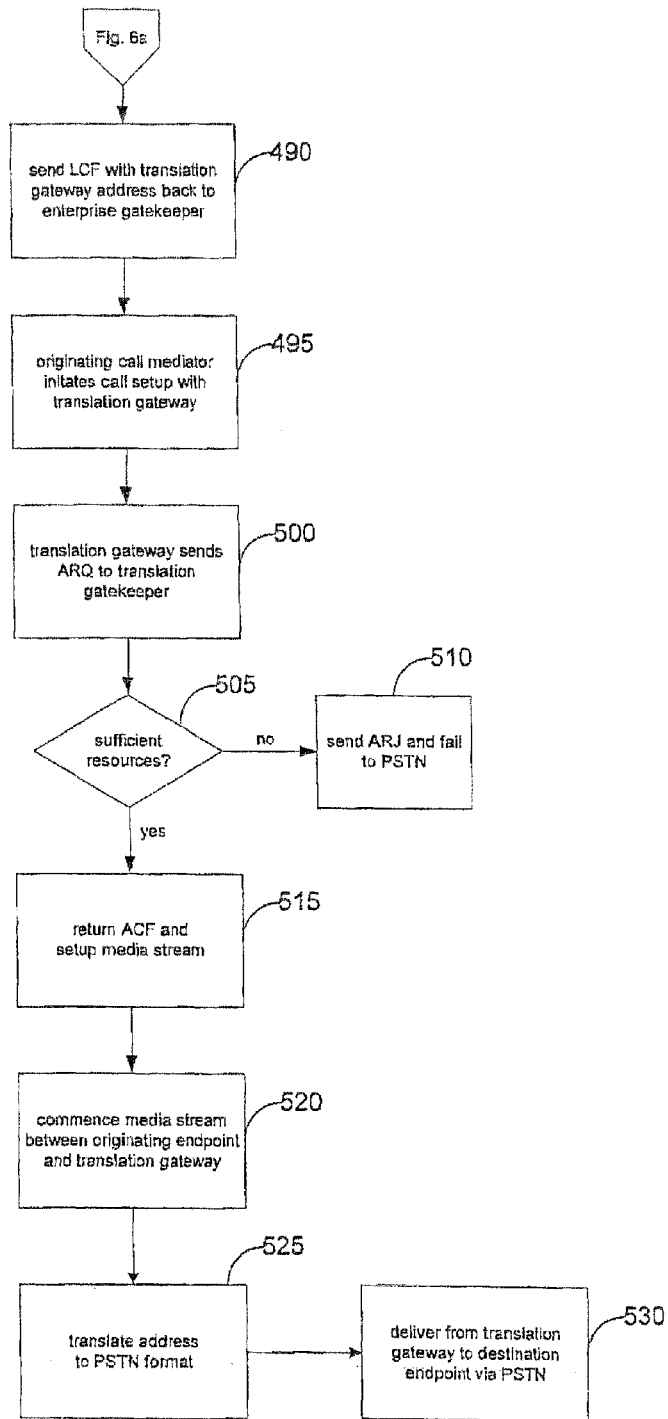 Fig. 6a
490
send LCF with translation
gateway address back to
enterprise gatekeeper
495
originating call mediator
initates call setup with
translation gateway
500
translation gateway sends
ARQ to translation
gatekeeper
505
sufficient
resources?
no
510
send ARJ and fail
to PSTN
yes
515
return ACF and
setup media stream
520
commence media stream
between originating endpoint
and translation gateway
525
translate address
to PSTN format
530
deliver from translation
gateway to destination
endpoint via PSTN